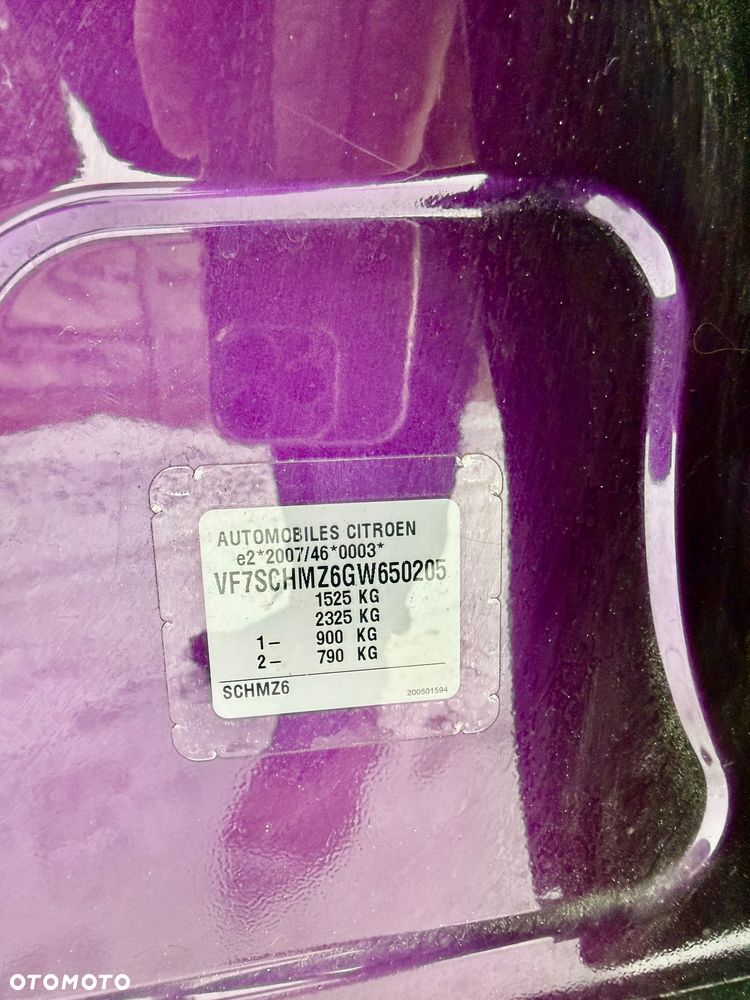 AUTOMOBILES CITROEN
e2*2007/46*0003*
VF7SCHMZ6GW650205
1525 KG
2325 KG
1– 900 KG
2– 790 KG
SCHMZ6 200501594
OTOMOTO